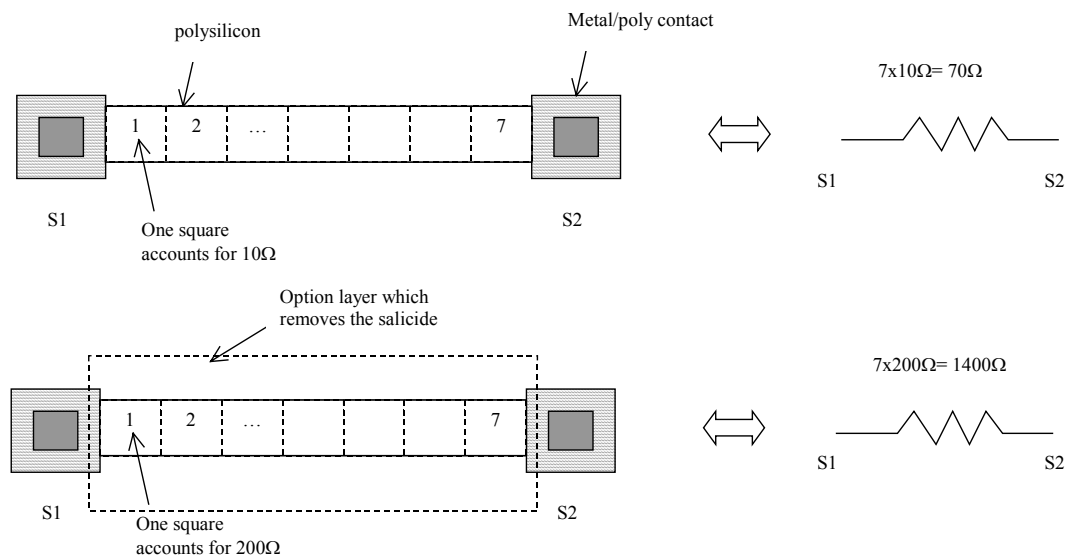 polysilicon
Metal/poly contact
7x10Ω= 70Ω
1 2 … 7
S1 S2
S1 S2
One square
accounts for 10Ω
Option layer which
removes the salicide
7x200Ω= 1400Ω
1 2 … 7
S1 S2
S1 S2
One square
accounts for 200Ω